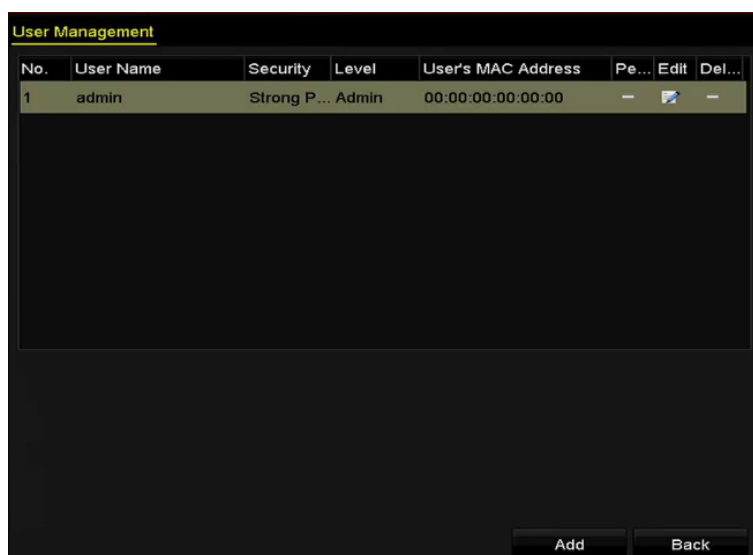 User Management
No. User Name Security Level User's MAC Address Pe... Edit Del...
1 admin Strong P... Admin 00:00:00:00:00:00 – –
Add Back